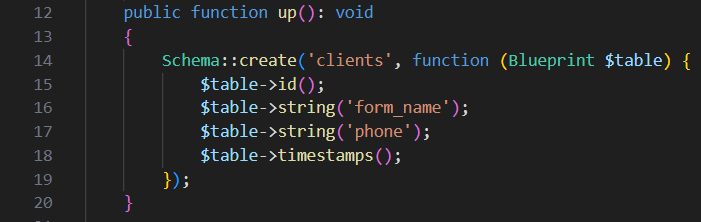 12 public function up(): void
13 {
14 Schema::create('clients', function (Blueprint $table) {
15 $table->id();
16 $table->string('form_name');
17 $table->string('phone');
18 $table->timestamps();
19 });
20 }